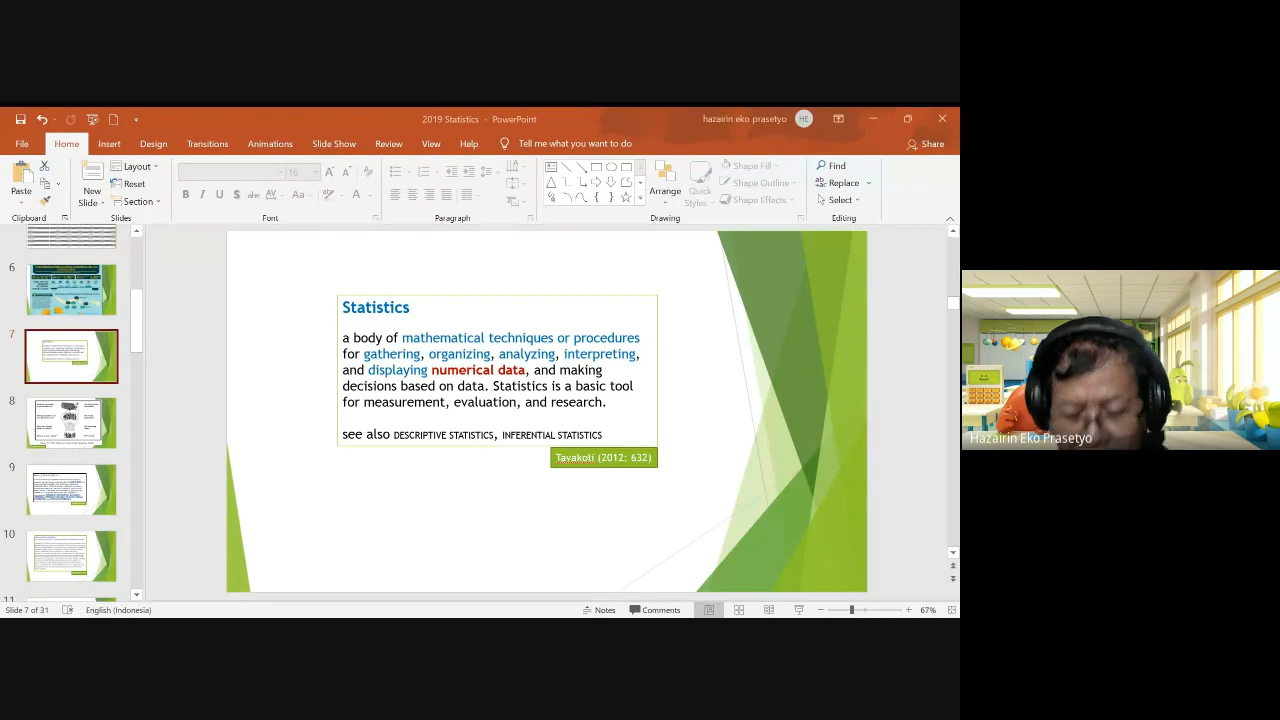 2019 Statistics - PowerPoint
hazairin eko prasetyo
HE
File Home Insert Design Transitions Animations Slide Show Review View Help Tell me what you want to do
Share
Paste
New
Slide
Layout
Reset
Section
16
B I U S abc AV Aa A
Arrange
Quick
Styles
Shape Fill
Shape Outline
Shape Effects
Find
Replace
Select
Clipboard
Slides
Font
Paragraph
Drawing
Editing
6
7
8
9
10
Statistics
a body of mathematical techniques or procedures
for gathering, organizing, analyzing, interpreting,
and displaying numerical data, and making
decisions based on data. Statistics is a basic tool
for measurement, evaluation, and research.
see also DESCRIPTIVE STATISTICS, INFERENTIAL STATISTICS
Tavakoli (2012: 632)
Hazairin Eko Prasetyo
Slide 7 of 31
English (Indonesia)
Notes
Comments
67%